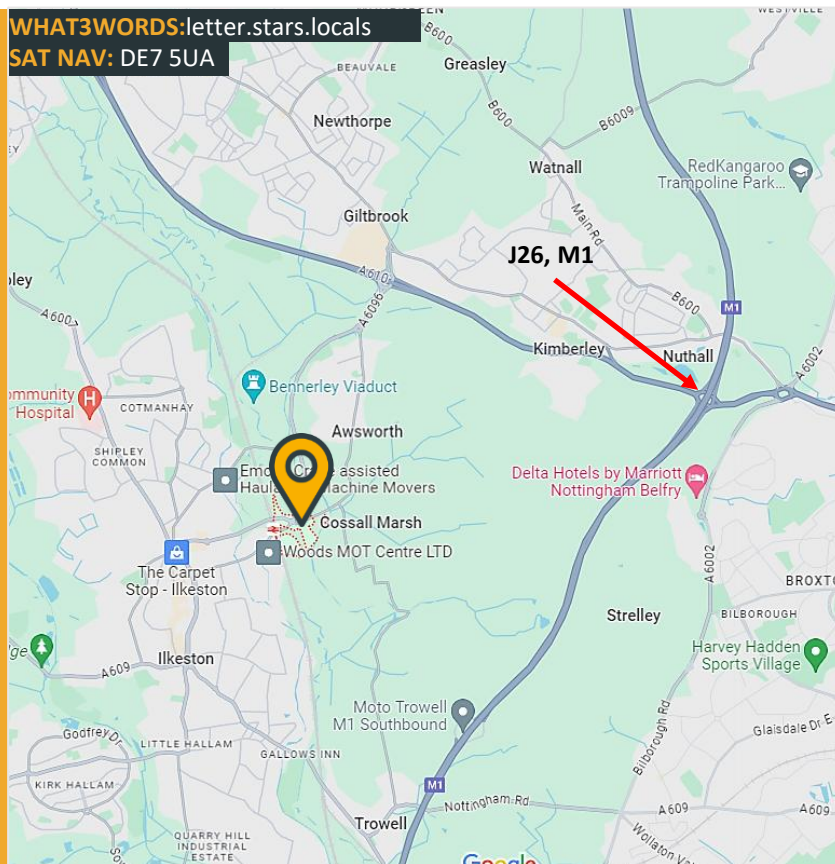 WHAT3WORDS:letter.stars.locals
SAT NAV: DE7 5UA
WESTVILLE
B600
BEAUVALE
Greasley
Newthorpe
B600
B6009
Watnall
RedKangaroo
Trampoline Park...
Giltbrook
Main Rd
J26, M1
A610
A6096
B600
M1
A6007
Kimberley
Nuthall
A6002
Bennerley Viaduct
Hospital
COTMANHAY
Awsworth
SHIPLEY
COMMON
assisted
Machine Movers
Delta Hotels by Marriott
Nottingham Belfry
Cossall Marsh
Woods MOT Centre LTD
A6002
The Carpet
Stop - Ilkeston
BILBOROUGH
Strelley
Harvey Hadden
Sports Village
Ilkeston
A609
Moto Trowell
M1 Southbound
Bilborough Rd
Glaisdale Dr E
Godfrey Dr
LITTLE HALLAM
GALLOWS INN
KIRK HALLAM
M1
Nottingham Rd
A609
A609
Trowell
QUARRY HILL
INDUSTRIAL
ESTATE
Wollaton
Google